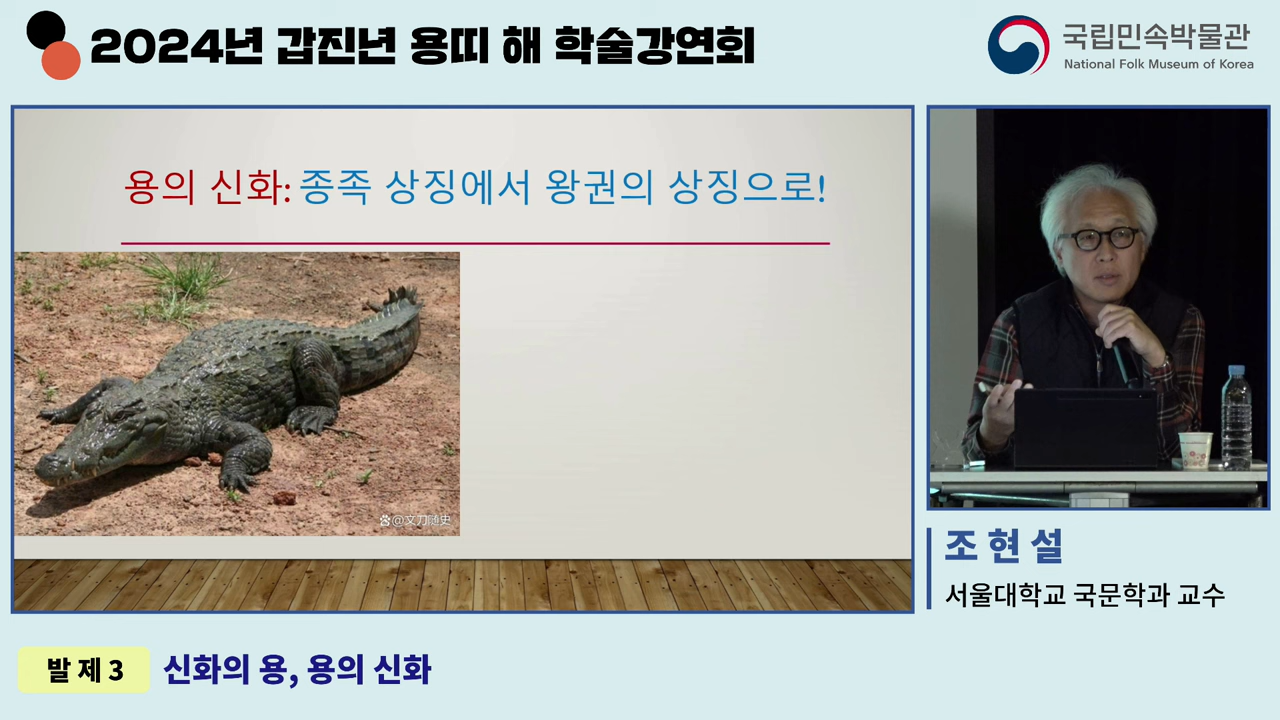 2024년 갑진년 용띠 해 학술강연회
국립민속박물관
National Folk Museum of Korea
용의 신화: 종족 상징에서 왕권의 상징으로!
@文刀随史
조현설
서울대학교 국문학과 교수
발제3
신화의 용, 용의 신화